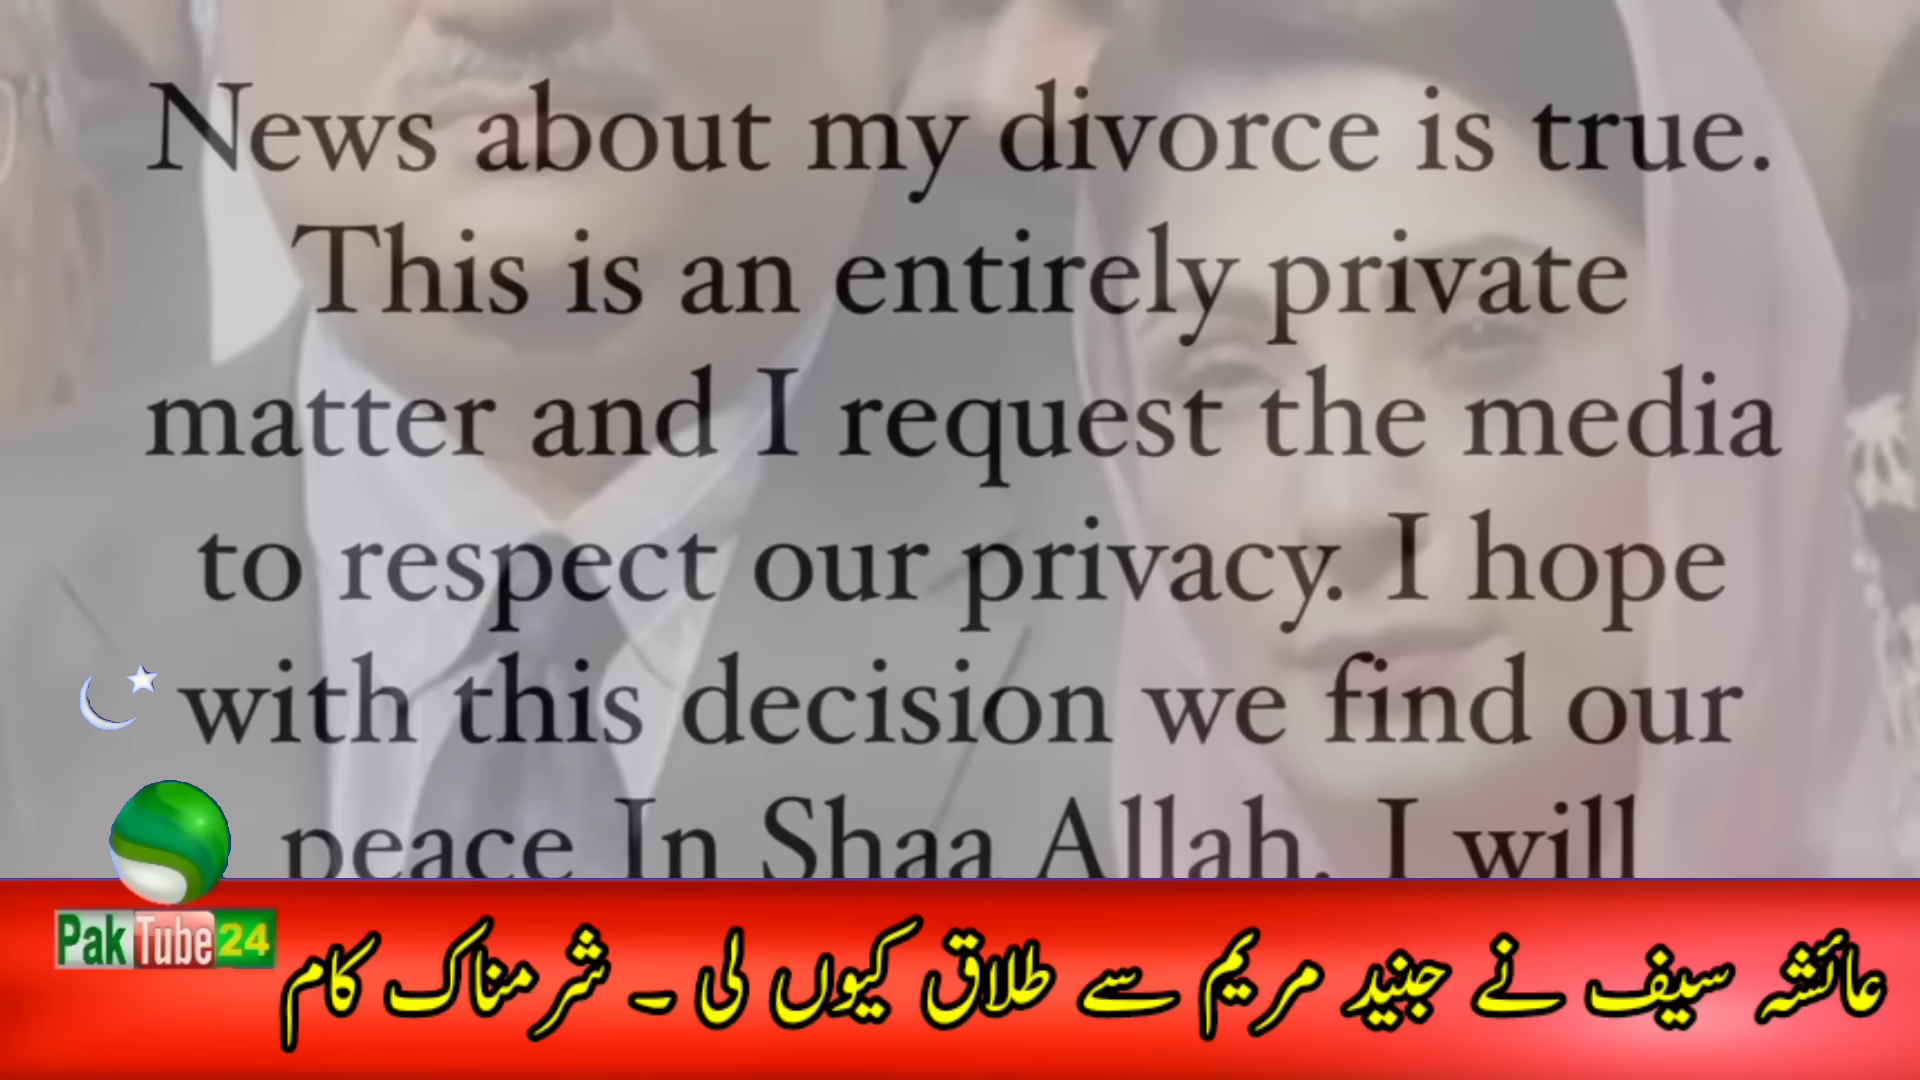 News about my divorce is true.
This is an entirely private
matter and I request the media
to respect our privacy. I hope
with this decision we find our
peace In Shaa Allah. I will
PakTube24
عائشہ سیف نے جنید مریم سے طلاق کیوں لی ۔ شرمناک کام